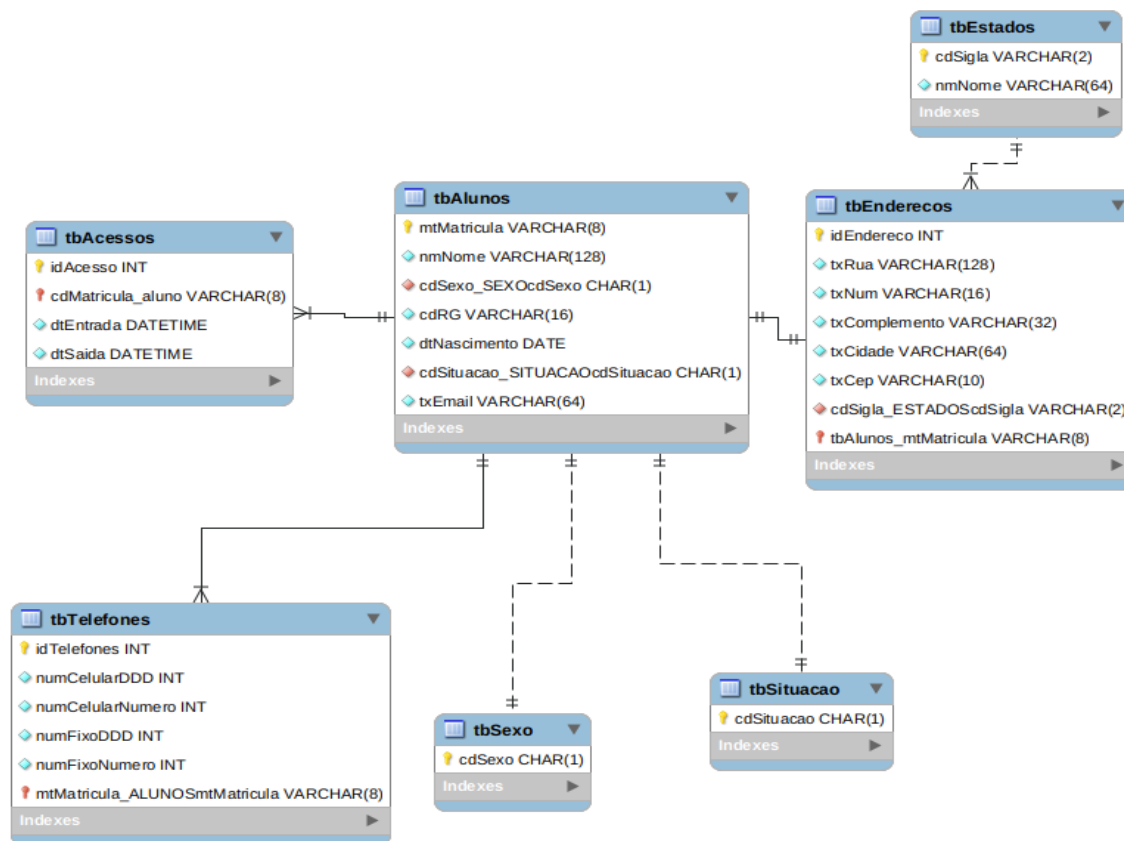 tbEstados
cdSigla VARCHAR(2)
nmNome VARCHAR(64)
Indexes
tbAlunos
mtMatricula VARCHAR(8)
nmNome VARCHAR(128)
cdSexo_SEXOcdSexo CHAR(1)
cdRG VARCHAR(16)
dtNascimento DATE
cdSituacao_SITUACAOcdSituacao CHAR(1)
txEmail VARCHAR(64)
Indexes
tbEnderecos
idEndereco INT
txRua VARCHAR(128)
txNum VARCHAR(16)
txComplemento VARCHAR(32)
txCidade VARCHAR(64)
txCep VARCHAR(10)
cdSigla_ESTADOScdSigla VARCHAR(2)
tbAlunos_mtMatricula VARCHAR(8)
Indexes
tbAcessos
idAcesso INT
cdMatricula_aluno VARCHAR(8)
dtEntrada DATETIME
dtSaida DATETIME
Indexes
tbTelefones
idTelefones INT
numCelularDDD INT
numCelularNumero INT
numFixoDDD INT
numFixoNumero INT
mtMatricula_ALUNOSmtMatricula VARCHAR(8)
Indexes
tbSexo
cdSexo CHAR(1)
Indexes
tbSituacao
cdSituacao CHAR(1)
Indexes